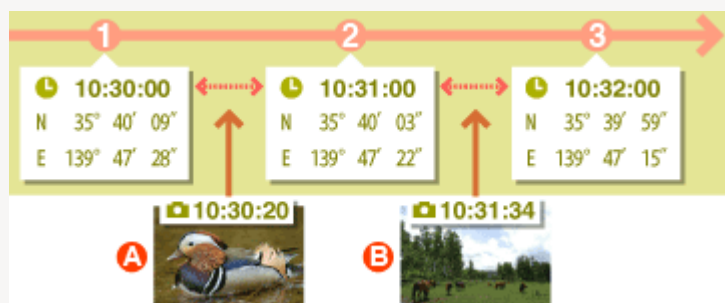 1 2 3
10:30:00 10:31:00 10:32:00
N 35° 40′ 09″ N 35° 40′ 03″ N 35° 39′ 59″
E 139° 47′ 28″ E 139° 47′ 22″ E 139° 47′ 15″
10:30:20 10:31:34
A B